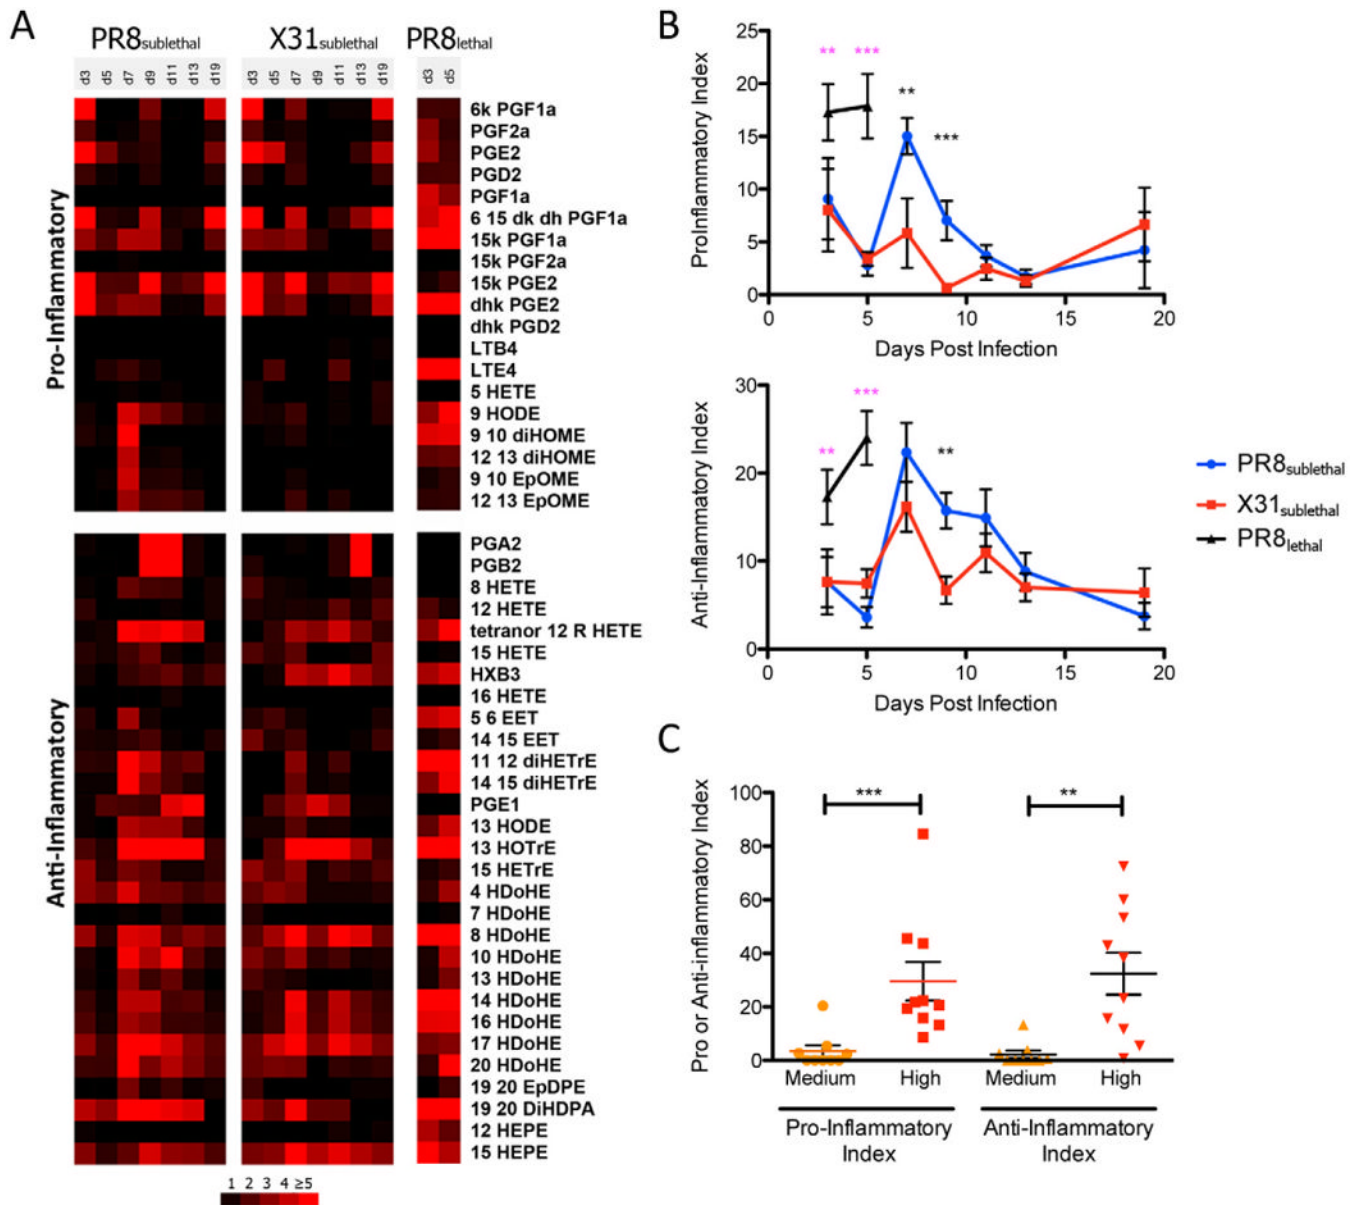 A
PR8sublethal X31sublethal PR8lethal
d3 d5 d7 d9 d11 d13 d19 d3 d5 d7 d9 d11 d13 d19 d3 d5
Pro-Inflammatory
6k PGF1a
PGF2a
PGE2
PGD2
PGF1a
6 15 dk dh PGF1a
15k PGF1a
15k PGF2a
15k PGE2
dhk PGE2
dhk PGD2
LTB4
LTE4
5 HETE
9 HODE
9 10 diHOME
12 13 diHOME
9 10 EpOME
12 13 EpOME
Anti-Inflammatory
PGA2
PGB2
8 HETE
12 HETE
tetranor 12 R HETE
15 HETE
HXB3
16 HETE
5 6 EET
14 15 EET
11 12 diHETrE
14 15 diHETrE
PGE1
13 HODE
13 HOTrE
15 HETrE
4 HDoHE
7 HDoHE
8 HDoHE
10 HDoHE
13 HDoHE
14 HDoHE
16 HDoHE
17 HDoHE
20 HDoHE
19 20 EpDPE
19 20 DiHDPA
12 HEPE
15 HEPE
1 2 3 4 ≥5
B
ProInflammatory Index
25
20
15
10
5
0
** *** ** ***
0 5 10 15 20
Days Post Infection
Anti-Inflammatory Index
30
20
10
0
** *** **
0 5 10 15 20
Days Post Infection
PR8sublethal
X31sublethal
PR8lethal
C
Pro or Anti-inflammatory Index
100
80
60
40
20
0
*** **
Medium High Medium High
Pro-Inflammatory Index
Anti-Inflammatory Index